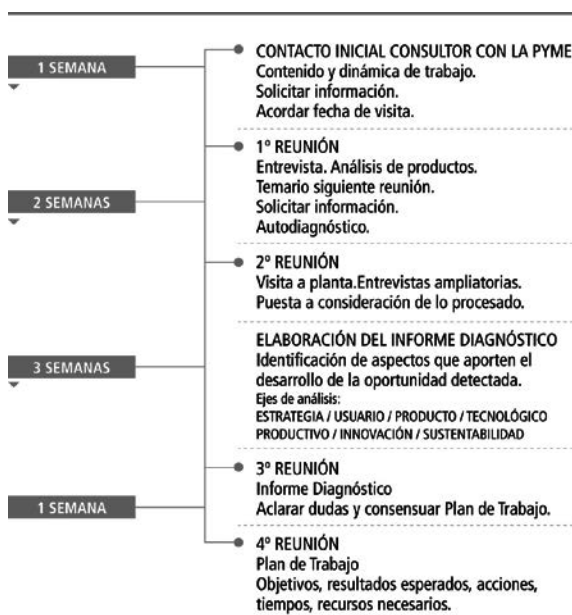 1 SEMANA
CONTACTO INICIAL CONSULTOR CON LA PYME
Contenido y dinámica de trabajo.
Solicitar información.
Acordar fecha de visita.
2 SEMANAS
1º REUNIÓN
Entrevista. Análisis de productos.
Temario siguiente reunión.
Solicitar información.
Autodiagnóstico.
2º REUNIÓN
Visita a planta.Entrevistas ampliatorias.
Puesta a consideración de lo procesado.
3 SEMANAS
ELABORACIÓN DEL INFORME DIAGNÓSTICO
Identificación de aspectos que aporten el
desarrollo de la oportunidad detectada.
Ejes de análisis:
ESTRATEGIA / USUARIO / PRODUCTO / TECNOLÓGICO
PRODUCTIVO / INNOVACIÓN / SUSTENTABILIDAD
1 SEMANA
3º REUNIÓN
Informe Diagnóstico
Aclarar dudas y consensuar Plan de Trabajo.
4º REUNIÓN
Plan de Trabajo
Objetivos, resultados esperados, acciones,
tiempos, recursos necesarios.